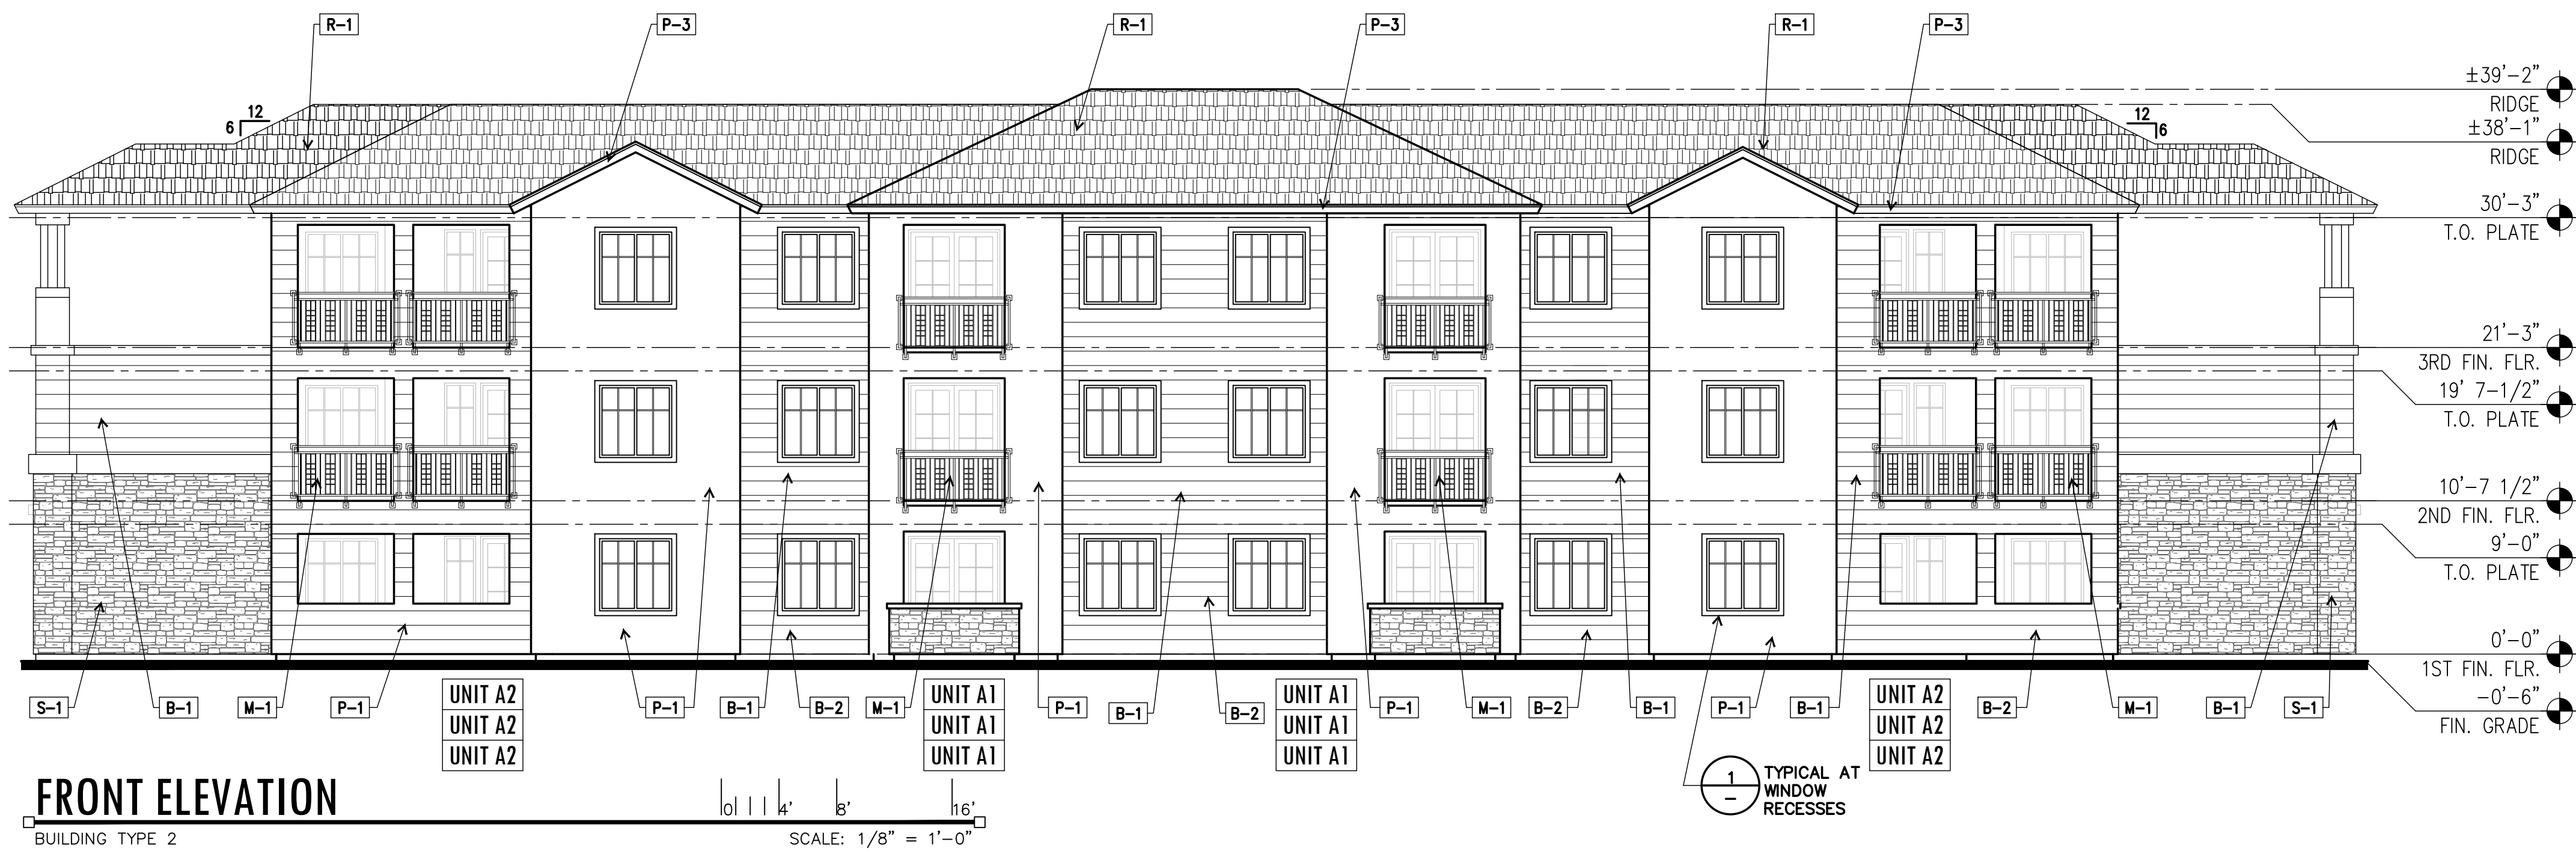 R-1
P-3
R-1
P-3
R-1
P-3
±39'-2"
RIDGE
±38'-1"
RIDGE
12
6
12
6
30'-3"
T.O. PLATE
21'-3"
3RD FIN. FLR.
19' 7-1/2"
T.O. PLATE
10'-7 1/2"
2ND FIN. FLR.
9'-0"
T.O. PLATE
0'-0"
1ST FIN. FLR.
-0'-6"
FIN. GRADE
S-1
B-1
M-1
P-1
UNIT A2
UNIT A2
UNIT A2
P-1
B-1
B-2
M-1
UNIT A1
UNIT A1
UNIT A1
P-1
B-1
B-2
UNIT A1
UNIT A1
UNIT A1
P-1
M-1
B-2
B-1
P-1
B-1
UNIT A2
UNIT A2
UNIT A2
B-2
M-1
B-1
S-1
1
–
TYPICAL AT
WINDOW
RECESSES
FRONT ELEVATION
0 4' 8' 16'
BUILDING TYPE 2
SCALE: 1/8" = 1'-0"